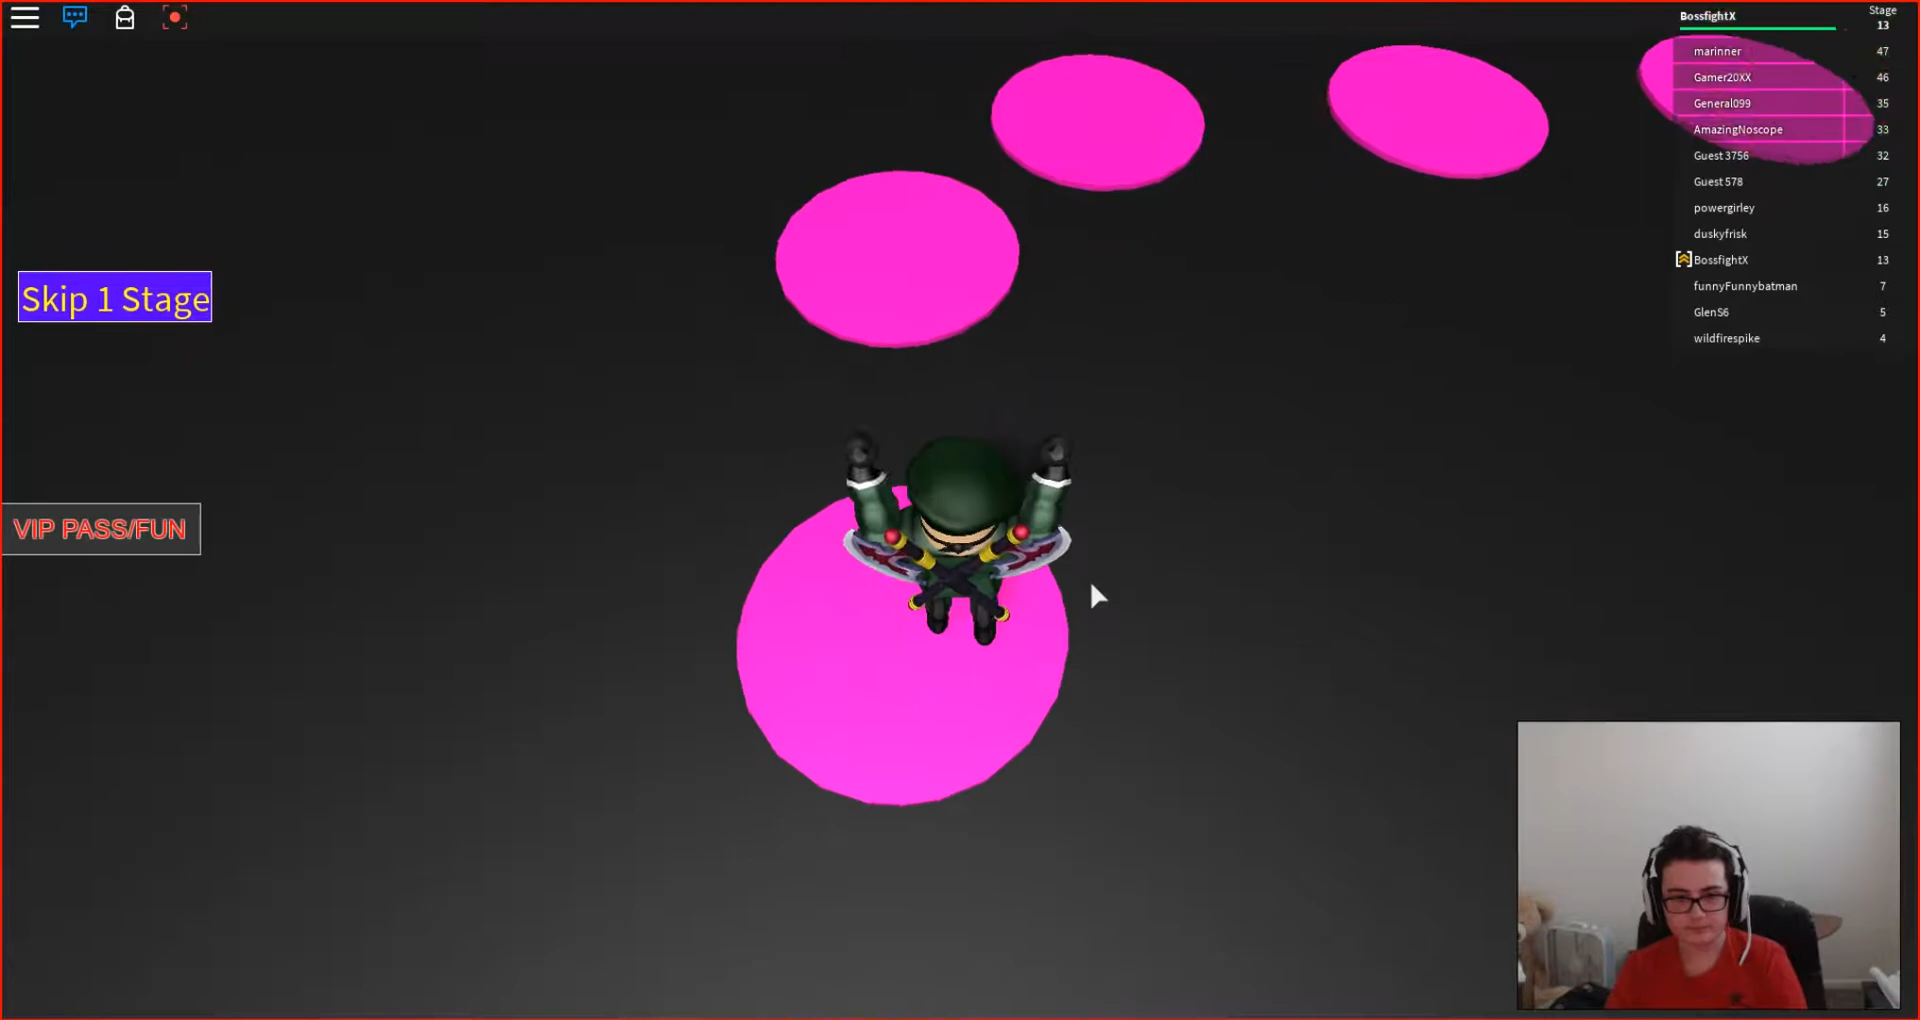 BossfightX
Stage
13
marinner 47
Gamer20XX 46
General099 35
AmazingNoscope 33
Guest 3756 32
Guest 578 27
powergirley 16
duskyfrisk 15
BossfightX 13
funnyFunnybatman 7
GlenS6 5
wildfirespike 4
Skip 1 Stage
VIP PASS/FUN